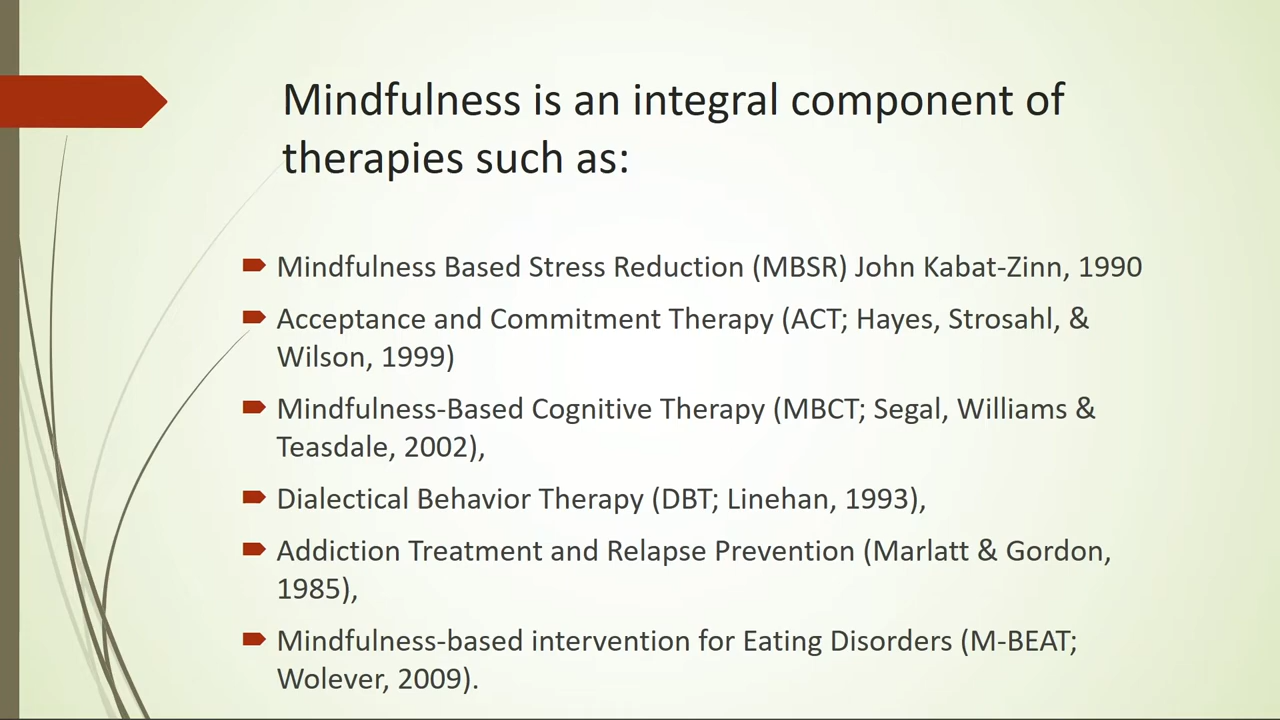 Mindfulness is an integral component of
therapies such as:
Mindfulness Based Stress Reduction (MBSR) John Kabat-Zinn, 1990
Acceptance and Commitment Therapy (ACT; Hayes, Strosahl, &
Wilson, 1999)
Mindfulness-Based Cognitive Therapy (MBCT; Segal, Williams &
Teasdale, 2002),
Dialectical Behavior Therapy (DBT; Linehan, 1993),
Addiction Treatment and Relapse Prevention (Marlatt & Gordon,
1985),
Mindfulness-based intervention for Eating Disorders (M-BEAT;
Wolever, 2009).